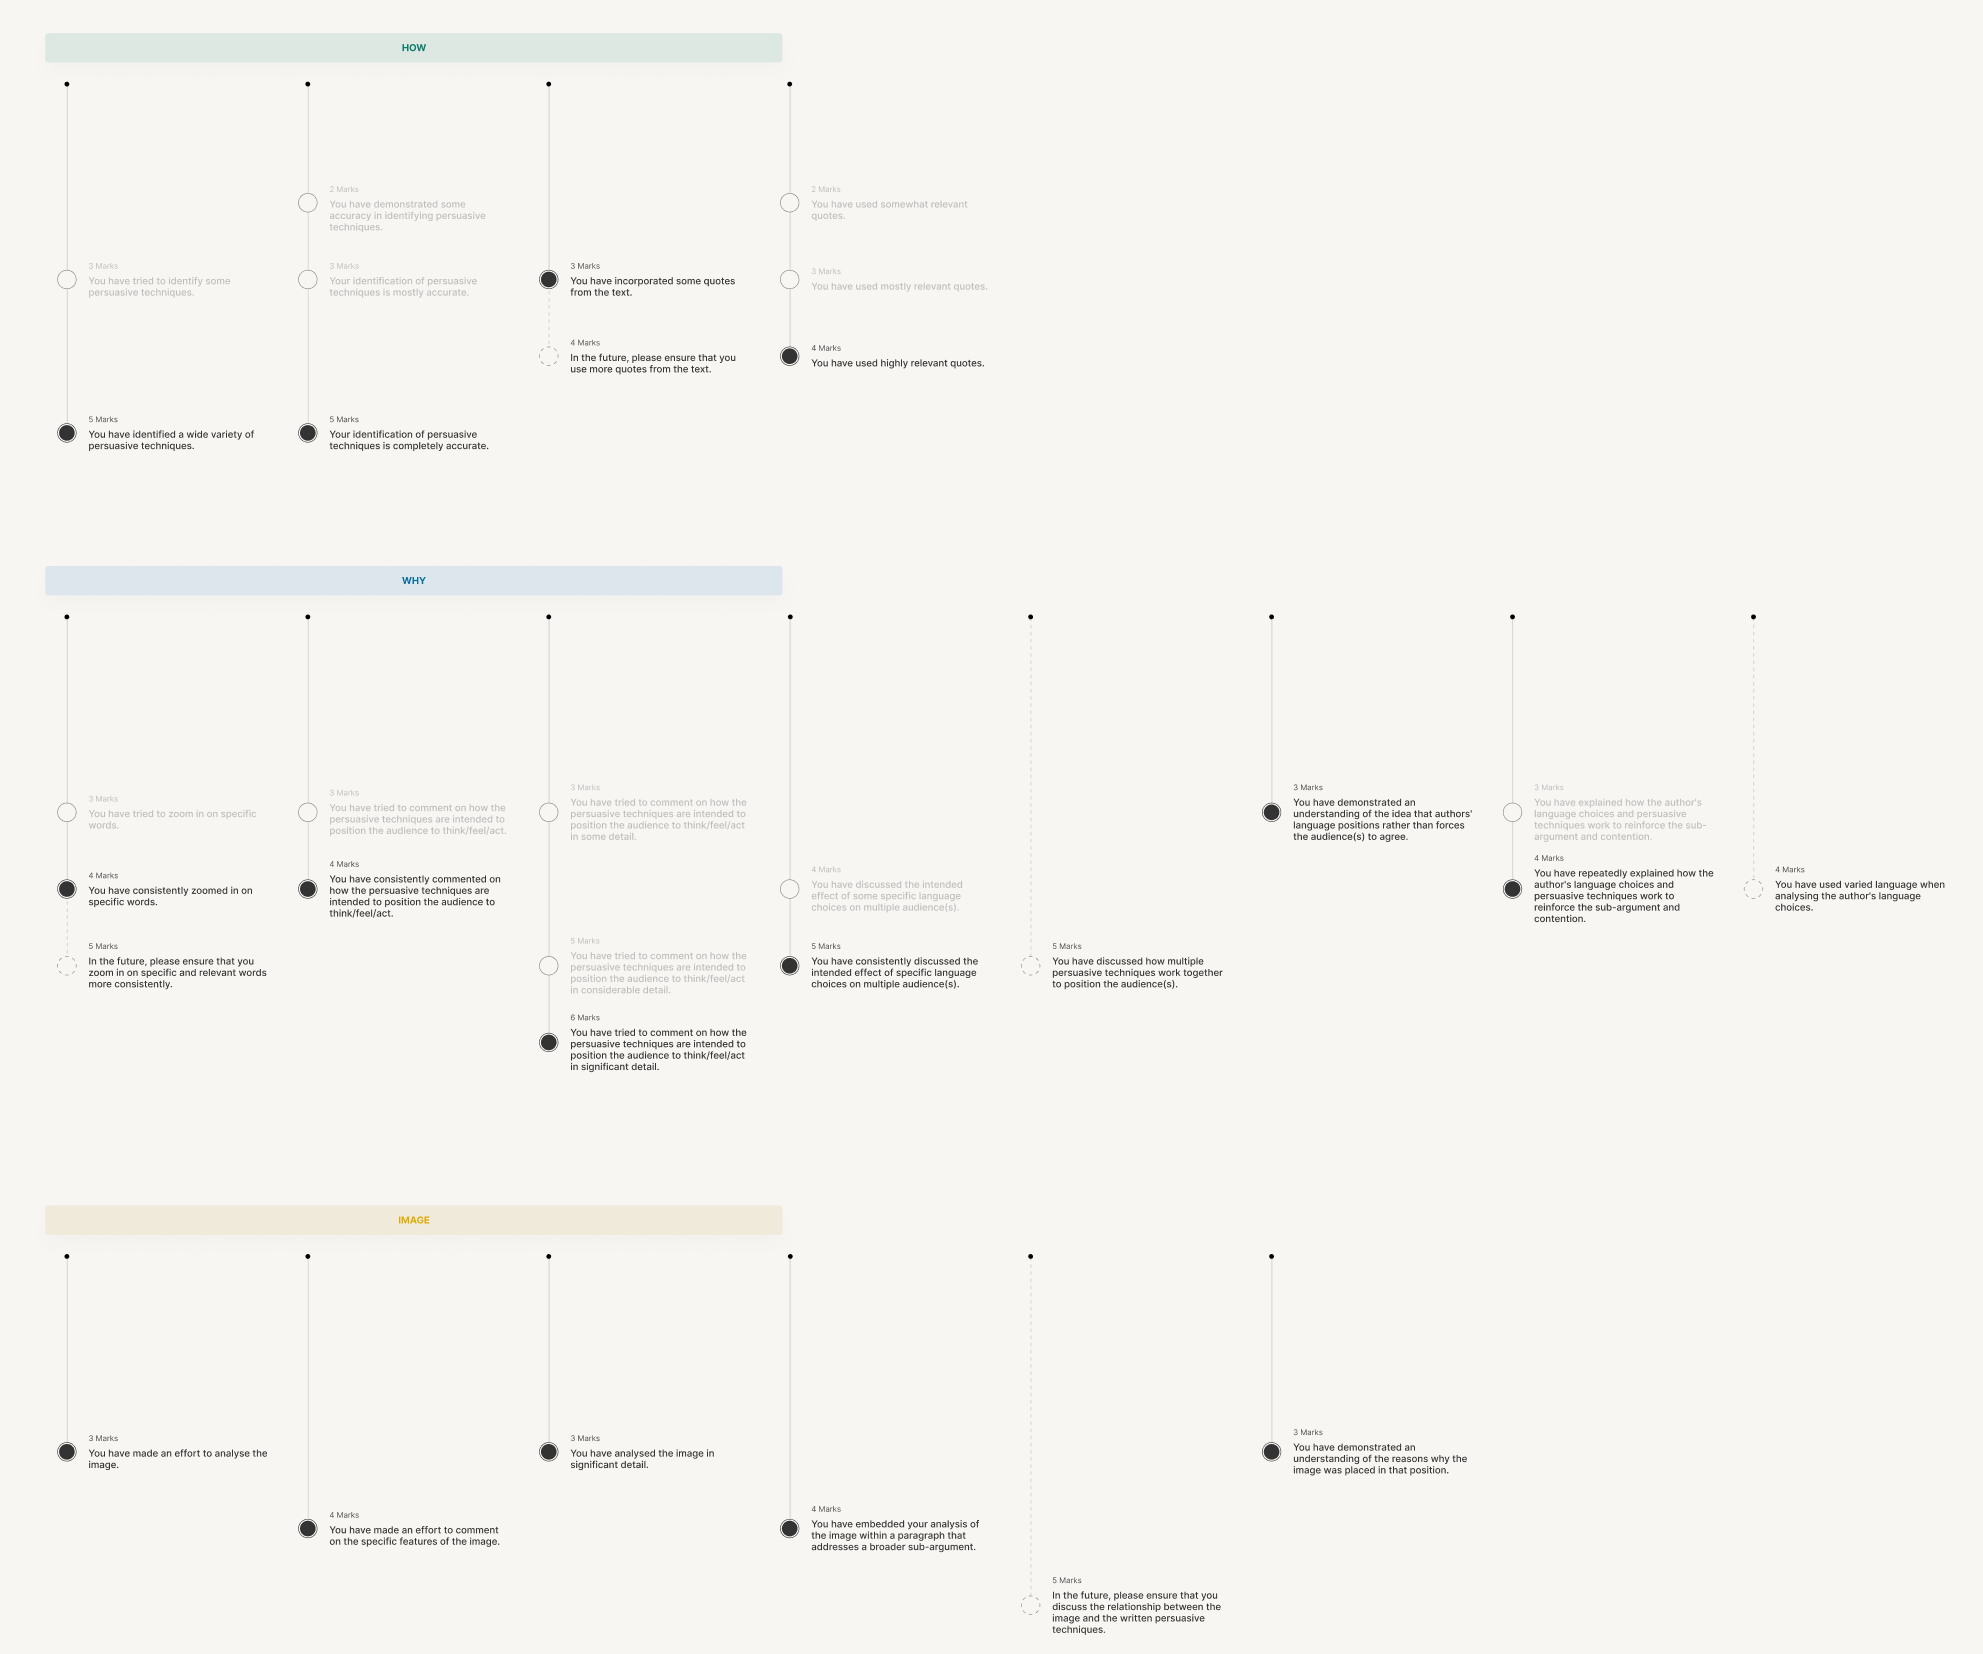 HOW
3 Marks
You have tried to identify some
persuasive techniques.
5 Marks
You have identified a wide variety of
persuasive techniques.
2 Marks
You have demonstrated some
accuracy in identifying persuasive
techniques.
3 Marks
Your identification of persuasive
techniques is mostly accurate.
5 Marks
Your identification of persuasive
techniques is completely accurate.
3 Marks
You have incorporated some quotes
from the text.
4 Marks
In the future, please ensure that you
use more quotes from the text.
2 Marks
You have used somewhat relevant
quotes.
3 Marks
You have used mostly relevant quotes.
4 Marks
You have used highly relevant quotes.
WHY
3 Marks
You have tried to zoom in on specific
words.
4 Marks
You have consistently zoomed in on
specific words.
5 Marks
In the future, please ensure that you
zoom in on specific and relevant words
more consistently.
3 Marks
You have tried to comment on how the
persuasive techniques are intended to
position the audience to think/feel/act.
4 Marks
You have consistently commented on
how the persuasive techniques are
intended to position the audience to
think/feel/act.
3 Marks
You have tried to comment on how the
persuasive techniques are intended to
position the audience to think/feel/act
in some detail.
5 Marks
You have tried to comment on how the
persuasive techniques are intended to
position the audience to think/feel/act
in considerable detail.
6 Marks
You have tried to comment on how the
persuasive techniques are intended to
position the audience to think/feel/act
in significant detail.
4 Marks
You have discussed the intended
effect of some specific language
choices on multiple audience(s).
5 Marks
You have consistently discussed the
intended effect of specific language
choices on multiple audience(s).
5 Marks
You have discussed how multiple
persuasive techniques work together
to position the audience(s).
3 Marks
You have demonstrated an
understanding of the idea that authors'
language positions rather than forces
the audience(s) to agree.
3 Marks
You have explained how the author's
language choices and persuasive
techniques work to reinforce the sub-
argument and contention.
4 Marks
You have repeatedly explained how the
author's language choices and
persuasive techniques work to
reinforce the sub-argument and
contention.
4 Marks
You have used varied language when
analysing the author's language
choices.
IMAGE
3 Marks
You have made an effort to analyse the
image.
4 Marks
You have made an effort to comment
on the specific features of the image.
3 Marks
You have analysed the image in
significant detail.
4 Marks
You have embedded your analysis of
the image within a paragraph that
addresses a broader sub-argument.
5 Marks
In the future, please ensure that you
discuss the relationship between the
image and the written persuasive
techniques.
3 Marks
You have demonstrated an
understanding of the reasons why the
image was placed in that position.